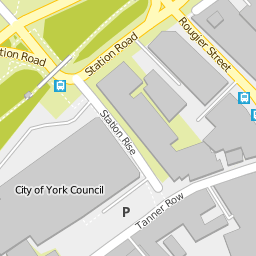 Station Road
Rougier Street
Station Road
Station Rise
City of York Council
P
Tanner Row